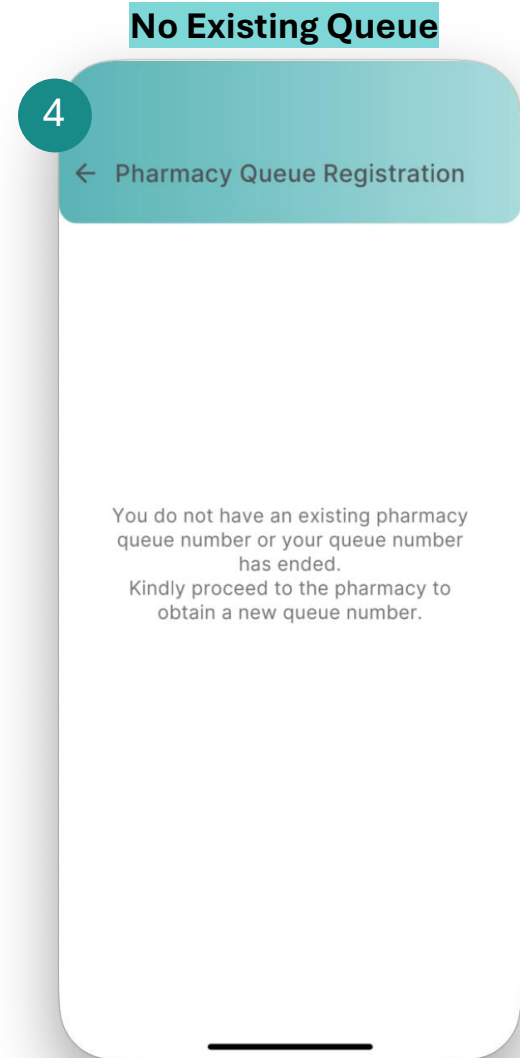 No Existing Queue
4
← Pharmacy Queue Registration
You do not have an existing pharmacy
queue number or your queue number
has ended.
Kindly proceed to the pharmacy to
obtain a new queue number.